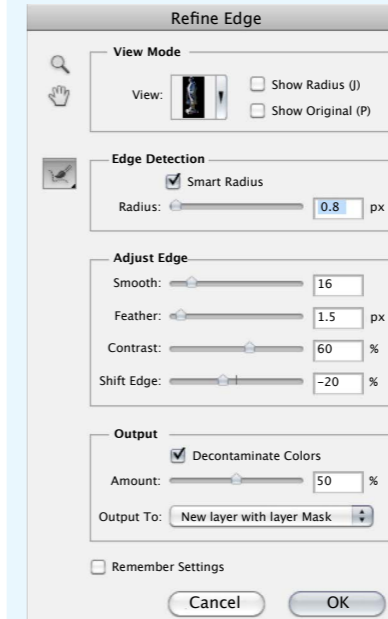 Refine Edge
View Mode
View:
Show Radius (J)
Show Original (P)
Edge Detection
Smart Radius
Radius: 0.8 px
Adjust Edge
Smooth: 16
Feather: 1.5 px
Contrast: 60 %
Shift Edge: -20 %
Output
Decontaminate Colors
Amount: 50 %
Output To: New layer with layer Mask
Remember Settings
Cancel OK